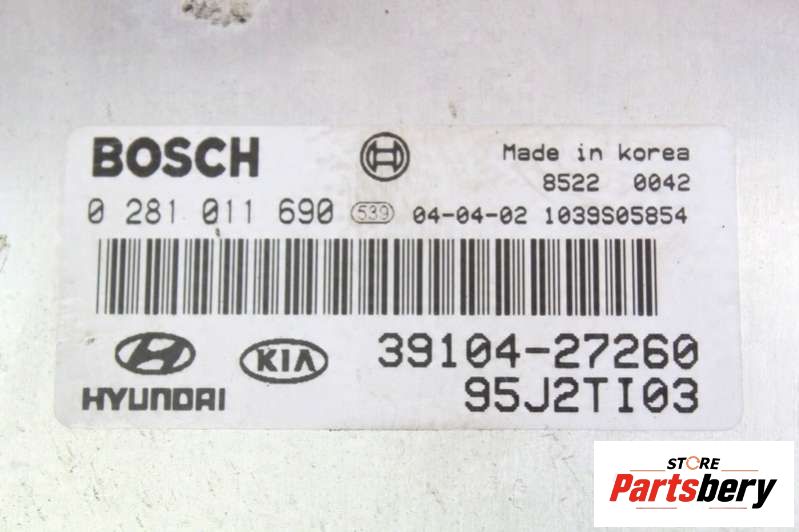 BOSCH
Made in korea
8522 0042
0 281 011 690 539 04-04-02 1039S05854
HYUNDAI KIA 39104-27260
95J2TI03
STORE
Partsbery